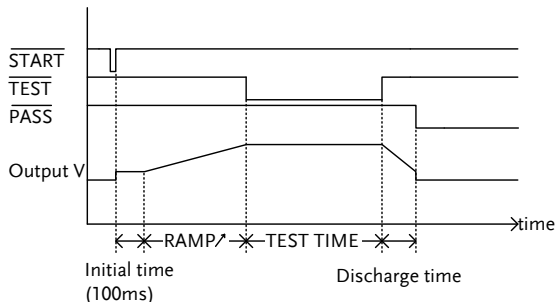 START
TEST
PASS
Output V
time
RAMP↗ TEST TIME
Initial time
(100ms)
Discharge time